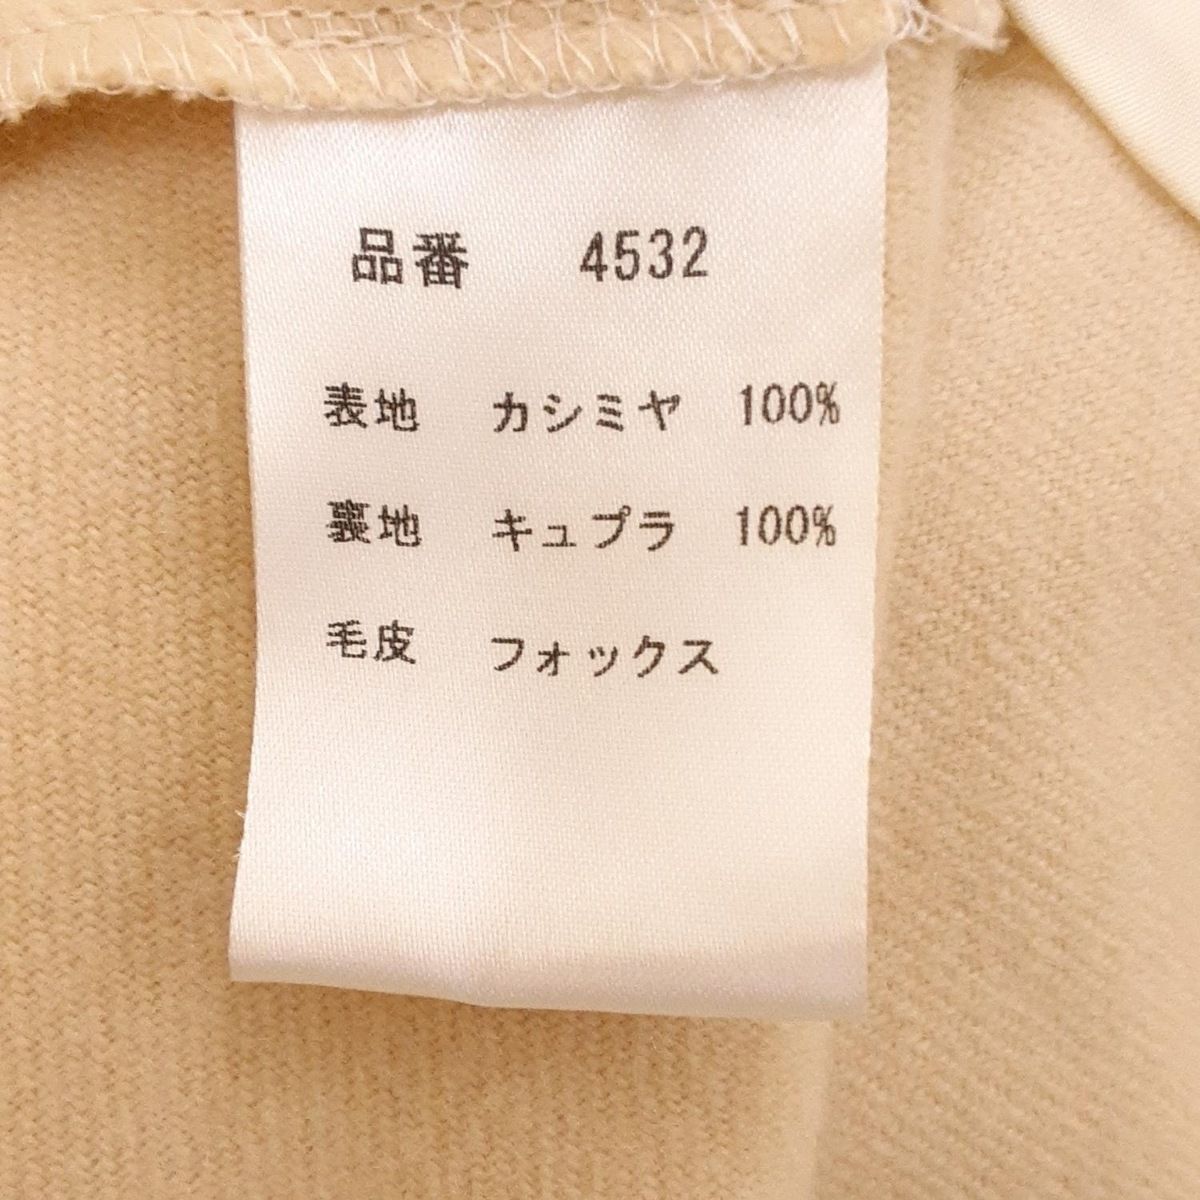 品番 4532
表地 カシミヤ 100%
裏地 キュプラ 100%
毛皮 フォックス